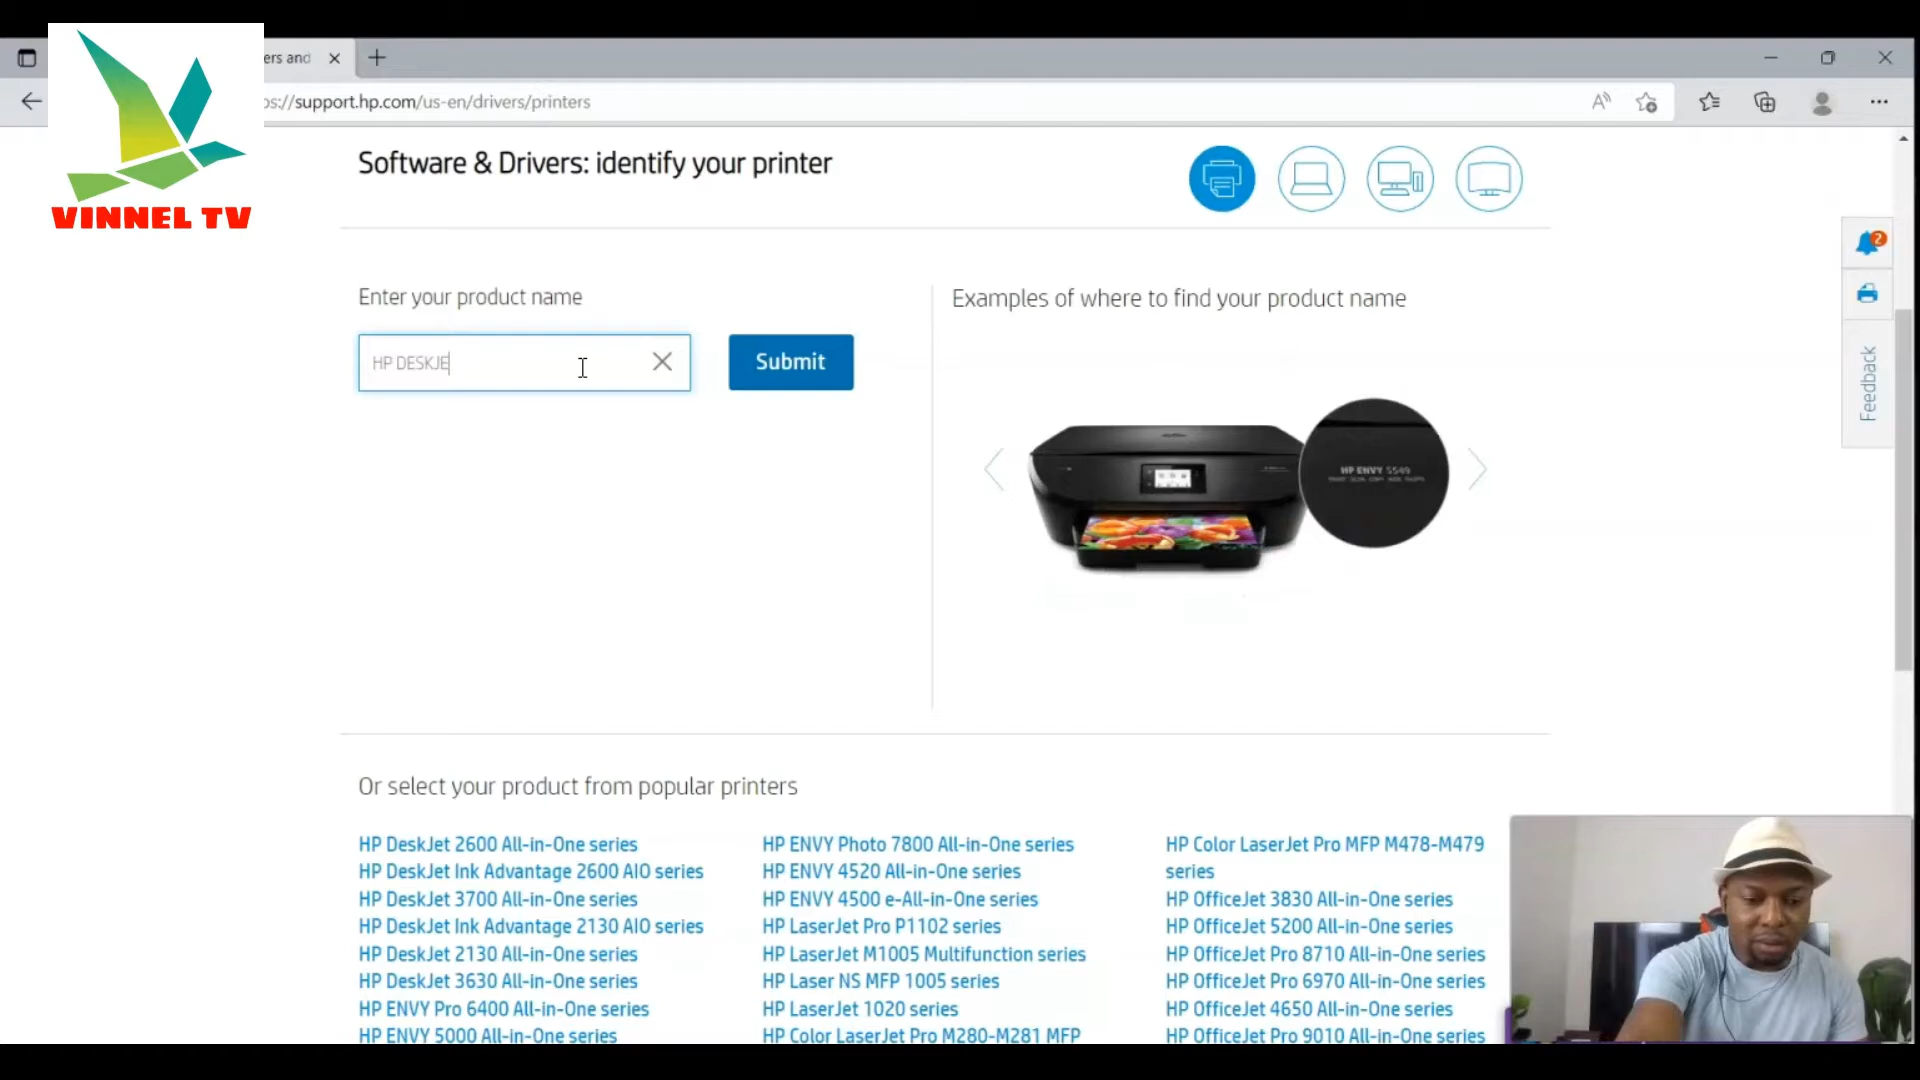 ers and
ps://support.hp.com/us-en/drivers/printers
VINNEL TV
Software & Drivers: identify your printer
2
Enter your product name
HP DESKJE
Submit
Examples of where to find your product name
HP ENVY 5549
Feedback
Or select your product from popular printers
HP DeskJet 2600 All-in-One series
HP DeskJet Ink Advantage 2600 AIO series
HP DeskJet 3700 All-in-One series
HP DeskJet Ink Advantage 2130 AIO series
HP DeskJet 2130 All-in-One series
HP DeskJet 3630 All-in-One series
HP ENVY Pro 6400 All-in-One series
HP ENVY 5000 All-in-One series
HP ENVY Photo 7800 All-in-One series
HP ENVY 4520 All-in-One series
HP ENVY 4500 e-All-in-One series
HP LaserJet Pro P1102 series
HP LaserJet M1005 Multifunction series
HP Laser NS MFP 1005 series
HP LaserJet 1020 series
HP Color LaserJet Pro M280-M281 MFP
HP Color LaserJet Pro MFP M478-M479
series
HP OfficeJet 3830 All-in-One series
HP OfficeJet 5200 All-in-One series
HP OfficeJet Pro 8710 All-in-One series
HP OfficeJet Pro 6970 All-in-One series
HP OfficeJet 4650 All-in-One series
HP OfficeJet Pro 9010 All-in-One series